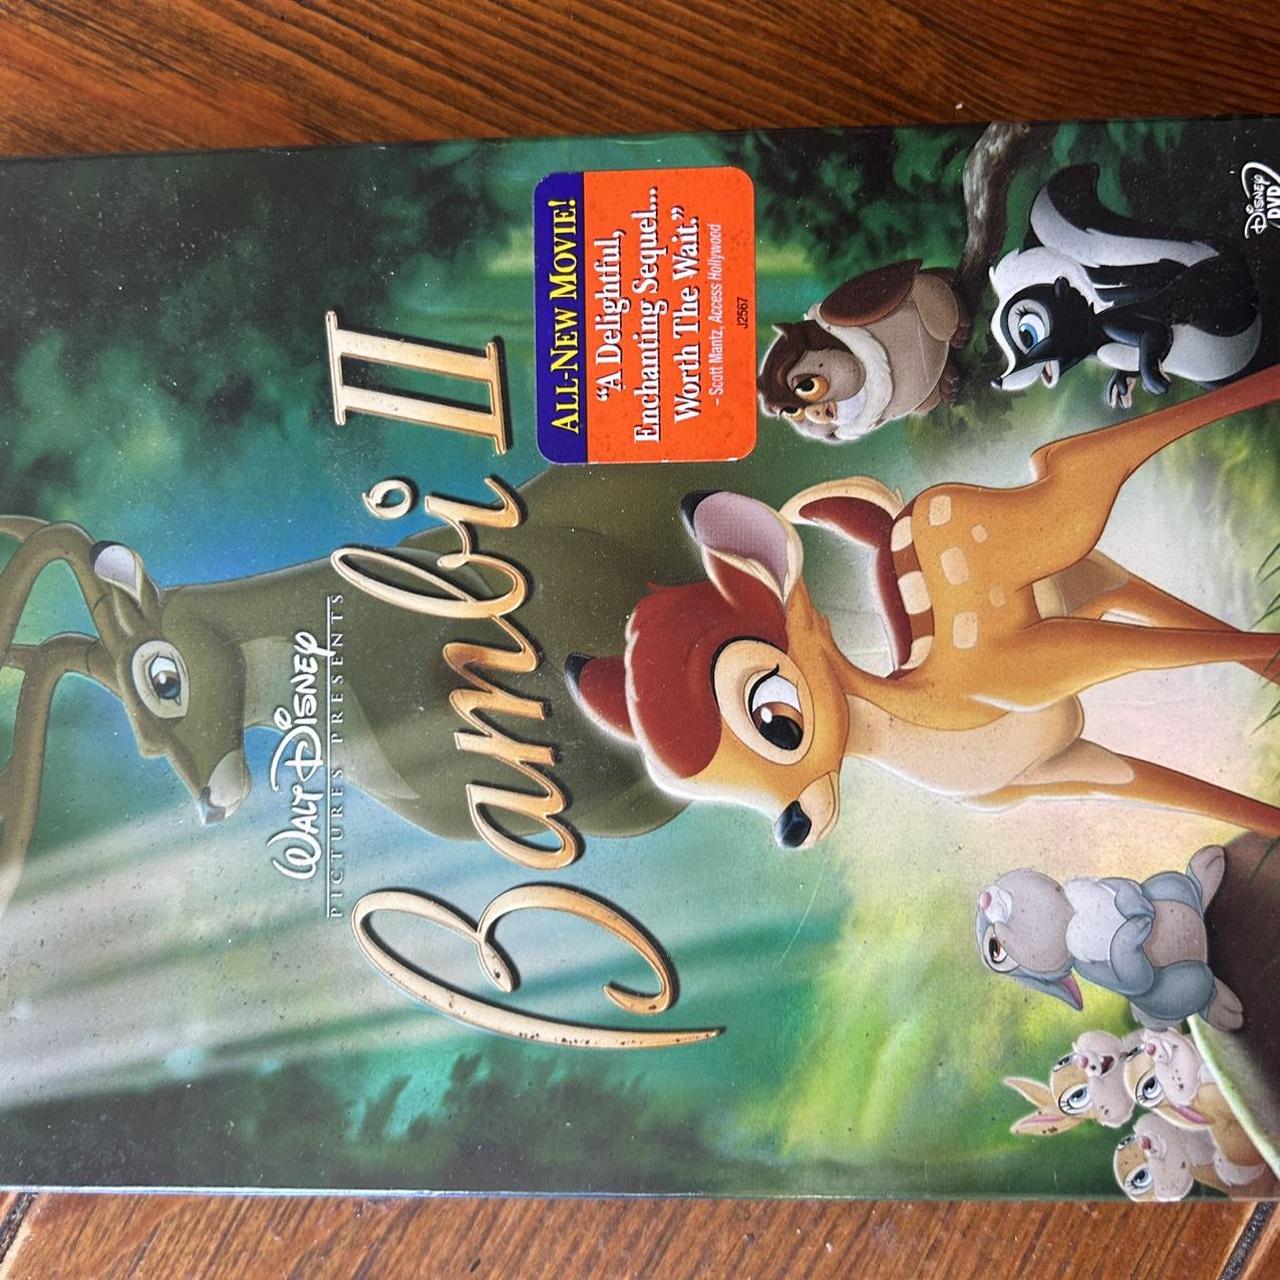 WALT DISNEY
PICTURES PRESENTS
Bambi II
ALL-NEW MOVIE!
“A Delightful,
Enchanting Sequel...
Worth The Wait.”
- Scott Mantz, Access Hollywood
J2567
DISNEY
DVD